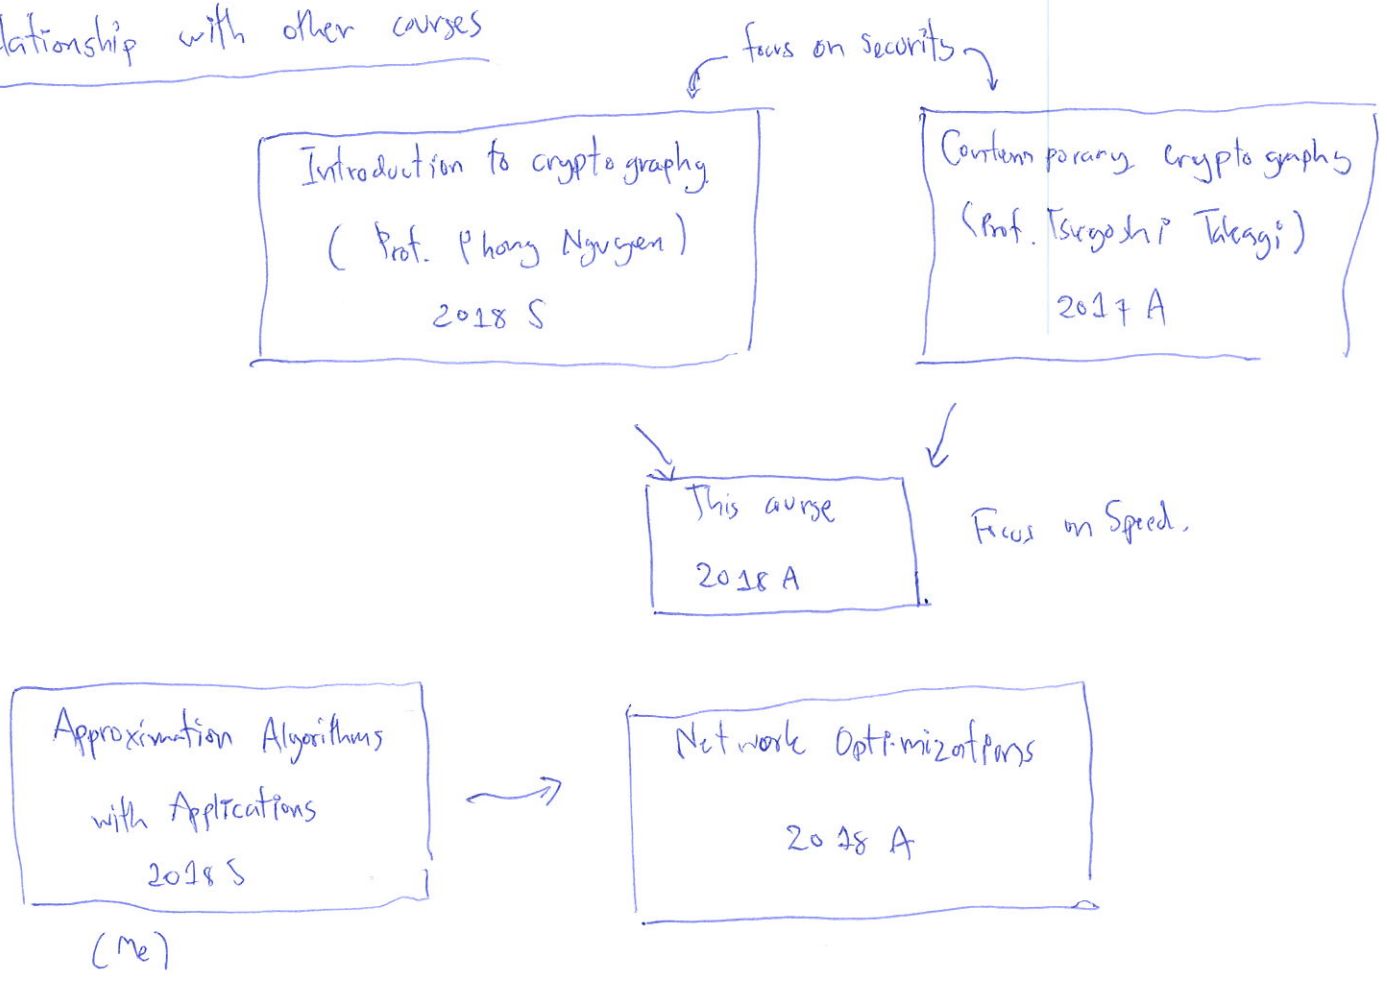 lationship with other courses
focus on security
Introduction to cryptography
(Prof. Phong Nguyen)
2018 S
Contemporary cryptography
(Prof. Tsuyoshi Takagi)
2017 A
This course
2018 A
Focus on Speed.
Approximation Algorithms
with Applications
2018 S
(Me)
Network Optimizations
2018 A